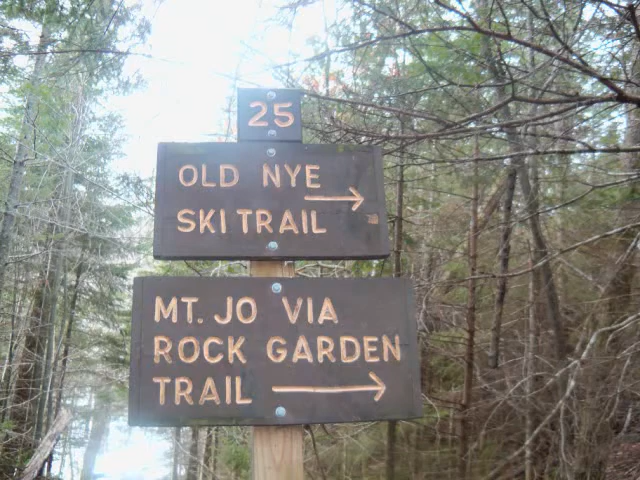 25
OLD NYE
SKI TRAIL
MT. JO VIA
ROCK GARDEN
TRAIL